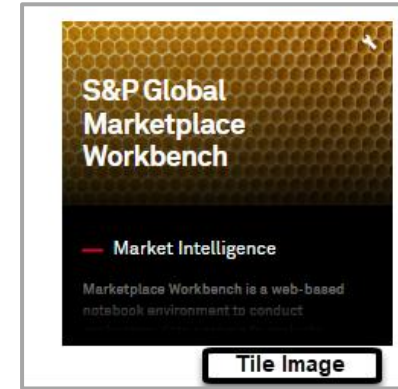 S&P Global
Marketplace
Workbench
Market Intelligence
Marketplace Workbench is a web-based
notebook environment to conduct
Tile Image